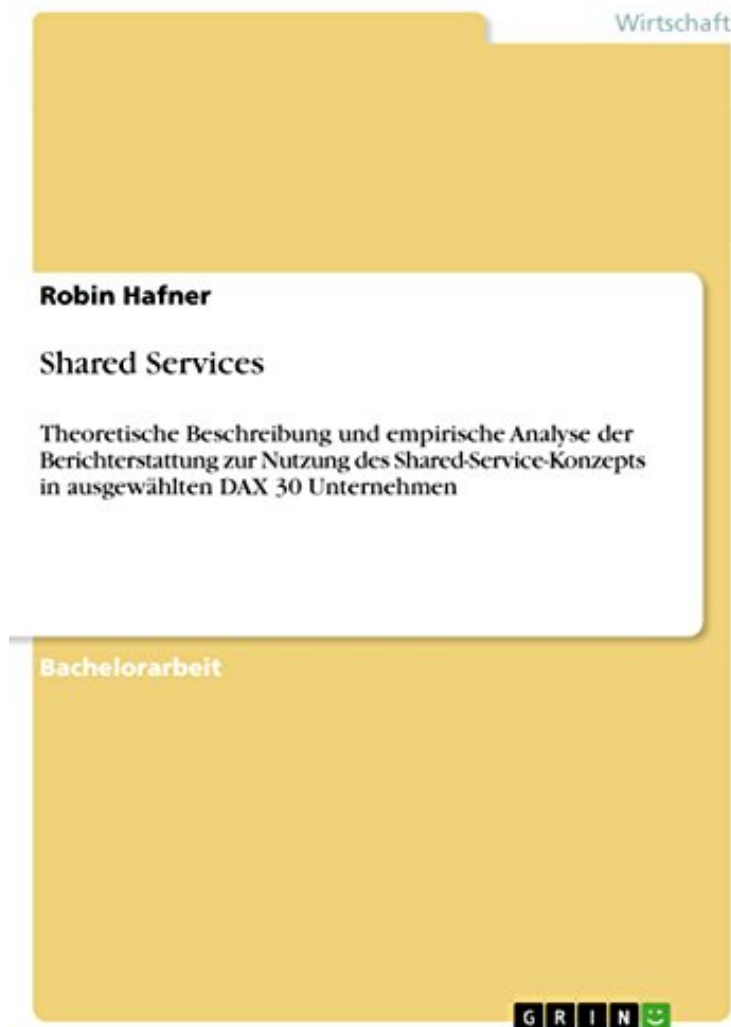 Wirtschaft
Robin Hafner
Shared Services
Theoretische Beschreibung und empirische Analyse der
Berichterstattung zur Nutzung des Shared-Service-Konzepts
in ausgewählten DAX 30 Unternehmen
Bachelorarbeit
GRIN